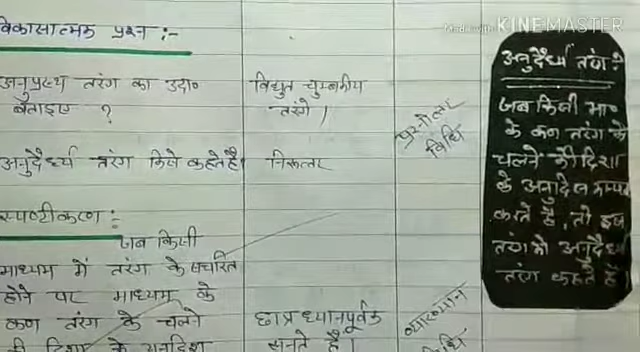 विकासात्मक प्रश्न :-
अनुप्रस्थ तरंग का उदा०
बताइए ?
विद्युत चुम्बकीय
तरंगे।
अनुदैर्ध्य तरंग किसे कहते है।
निरूत्तर
प्रश्नोत्तर
विधि
स्पष्टीकरण :-
जब किसी
माध्यम में तरंग के संचरित
होने पर माध्यम के
कण तरंग के चलने
की दिशा के अनुदिश
छात्र ध्यानपूर्वक
सुनते है।
व्याख्यान
विधि
Made with KINEMASTER
अनुदैर्ध्य तरंग :
जब किसी मा०
के कण तरंग के
चलने की दिशा
के अनुदिश कम्पन
करते है, तो इस
तरंग को अनुदैर्ध्य
तरंग कहते है।